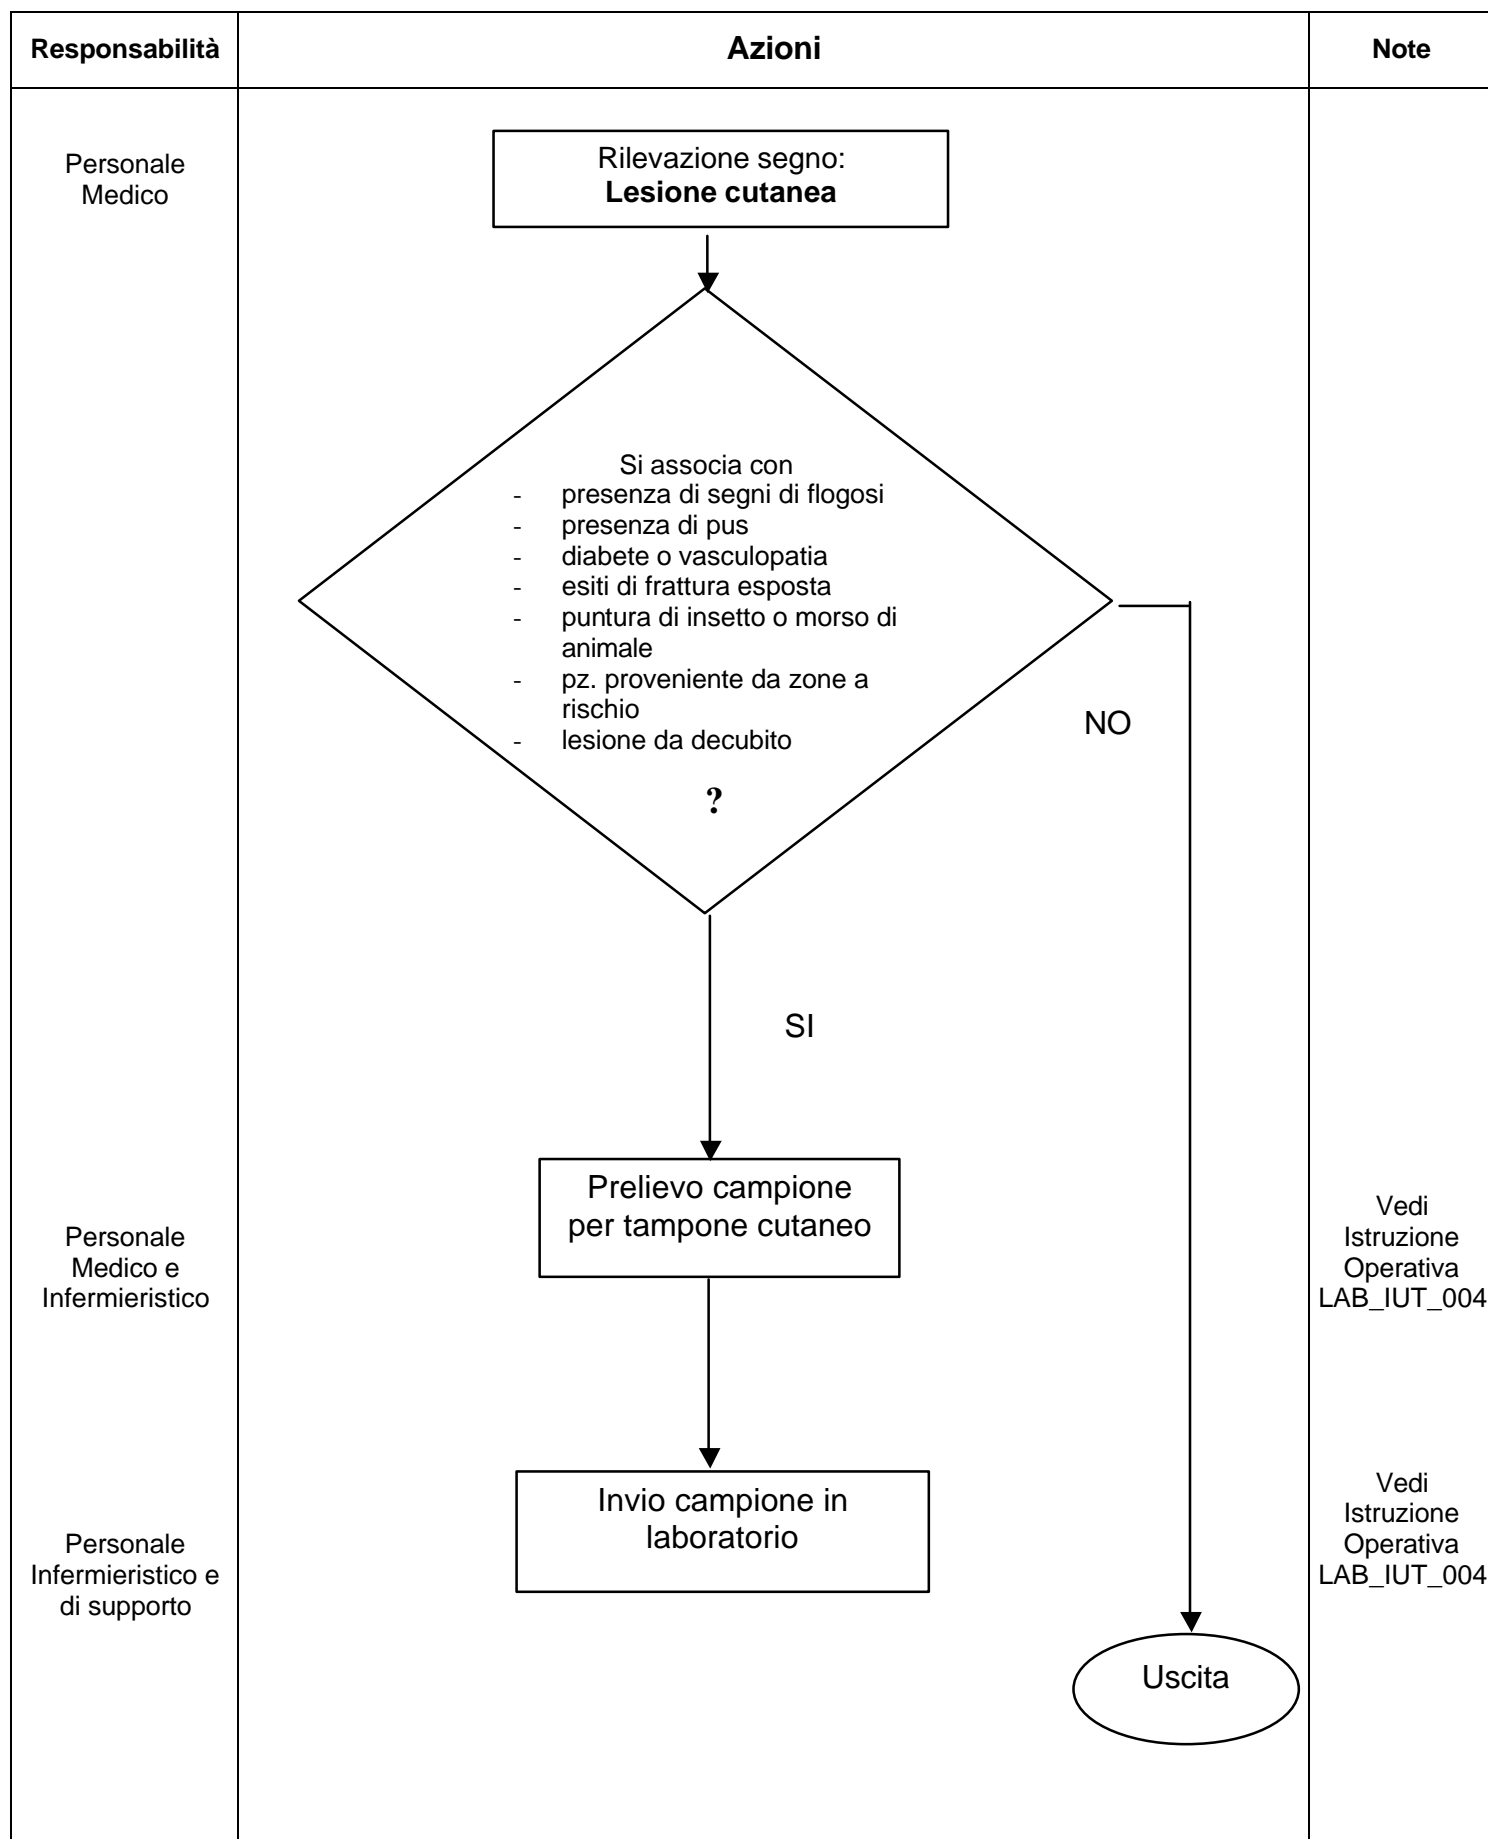 Responsabilità
Azioni
Note
Personale
Medico
Rilevazione segno:
Lesione cutanea
Si associa con
- presenza di segni di flogosi
- presenza di pus
- diabete o vasculopatia
- esiti di frattura esposta
- puntura di insetto o morso di
animale
- pz. proveniente da zone a
rischio
- lesione da decubito
?
NO
SI
Personale
Medico e
Infermieristico
Prelievo campione
per tampone cutaneo
Vedi
Istruzione
Operativa
LAB_IUT_004
Personale
Infermieristico e
di supporto
Invio campione in
laboratorio
Vedi
Istruzione
Operativa
LAB_IUT_004
Uscita